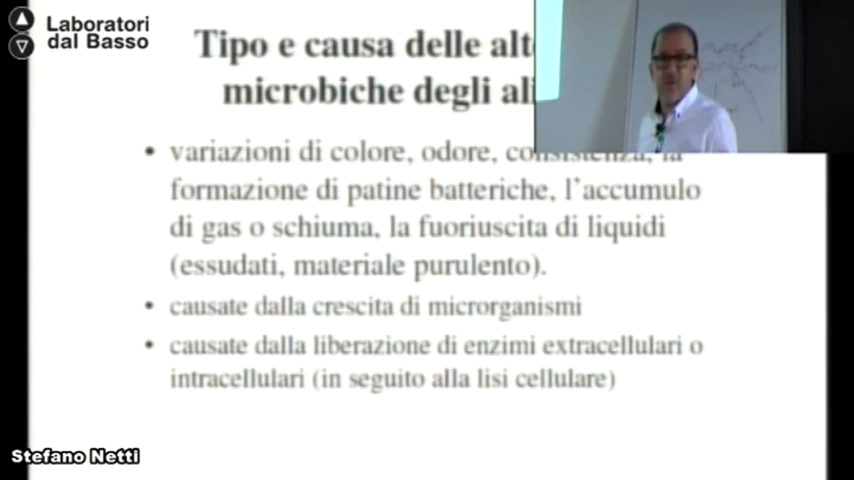 Laboratori
dal Basso
Tipo e causa delle
microbiche degli
• variazioni di colore, odore, consistenza, la
formazione di patine batteriche, l'accumulo
di gas o schiuma, la fuoriuscita di liquidi
(essudati, materiale purulento).
• causate dalla crescita di microrganismi
• causate dalla liberazione di enzimi extracellulari o
intracellulari (in seguito alla lisi cellulare)
Stefano Netti